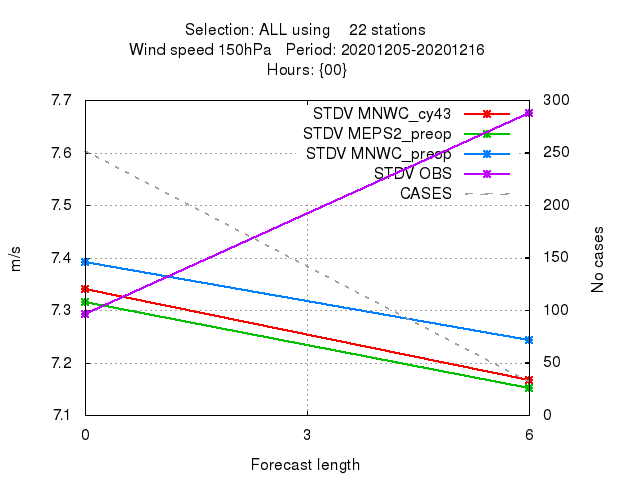 Selection: ALL using    22 stations
Wind speed 150hPa   Period: 20201205-20201216
Hours: {00}
7.7
7.6
7.5
7.4
7.3
7.2
7.1
300
250
200
150
100
50
0
STDV MNWC_cy43
STDV MEPS2_preop
STDV MNWC_preop
STDV OBS
CASES
m/s
No cases
0
3
6
Forecast length